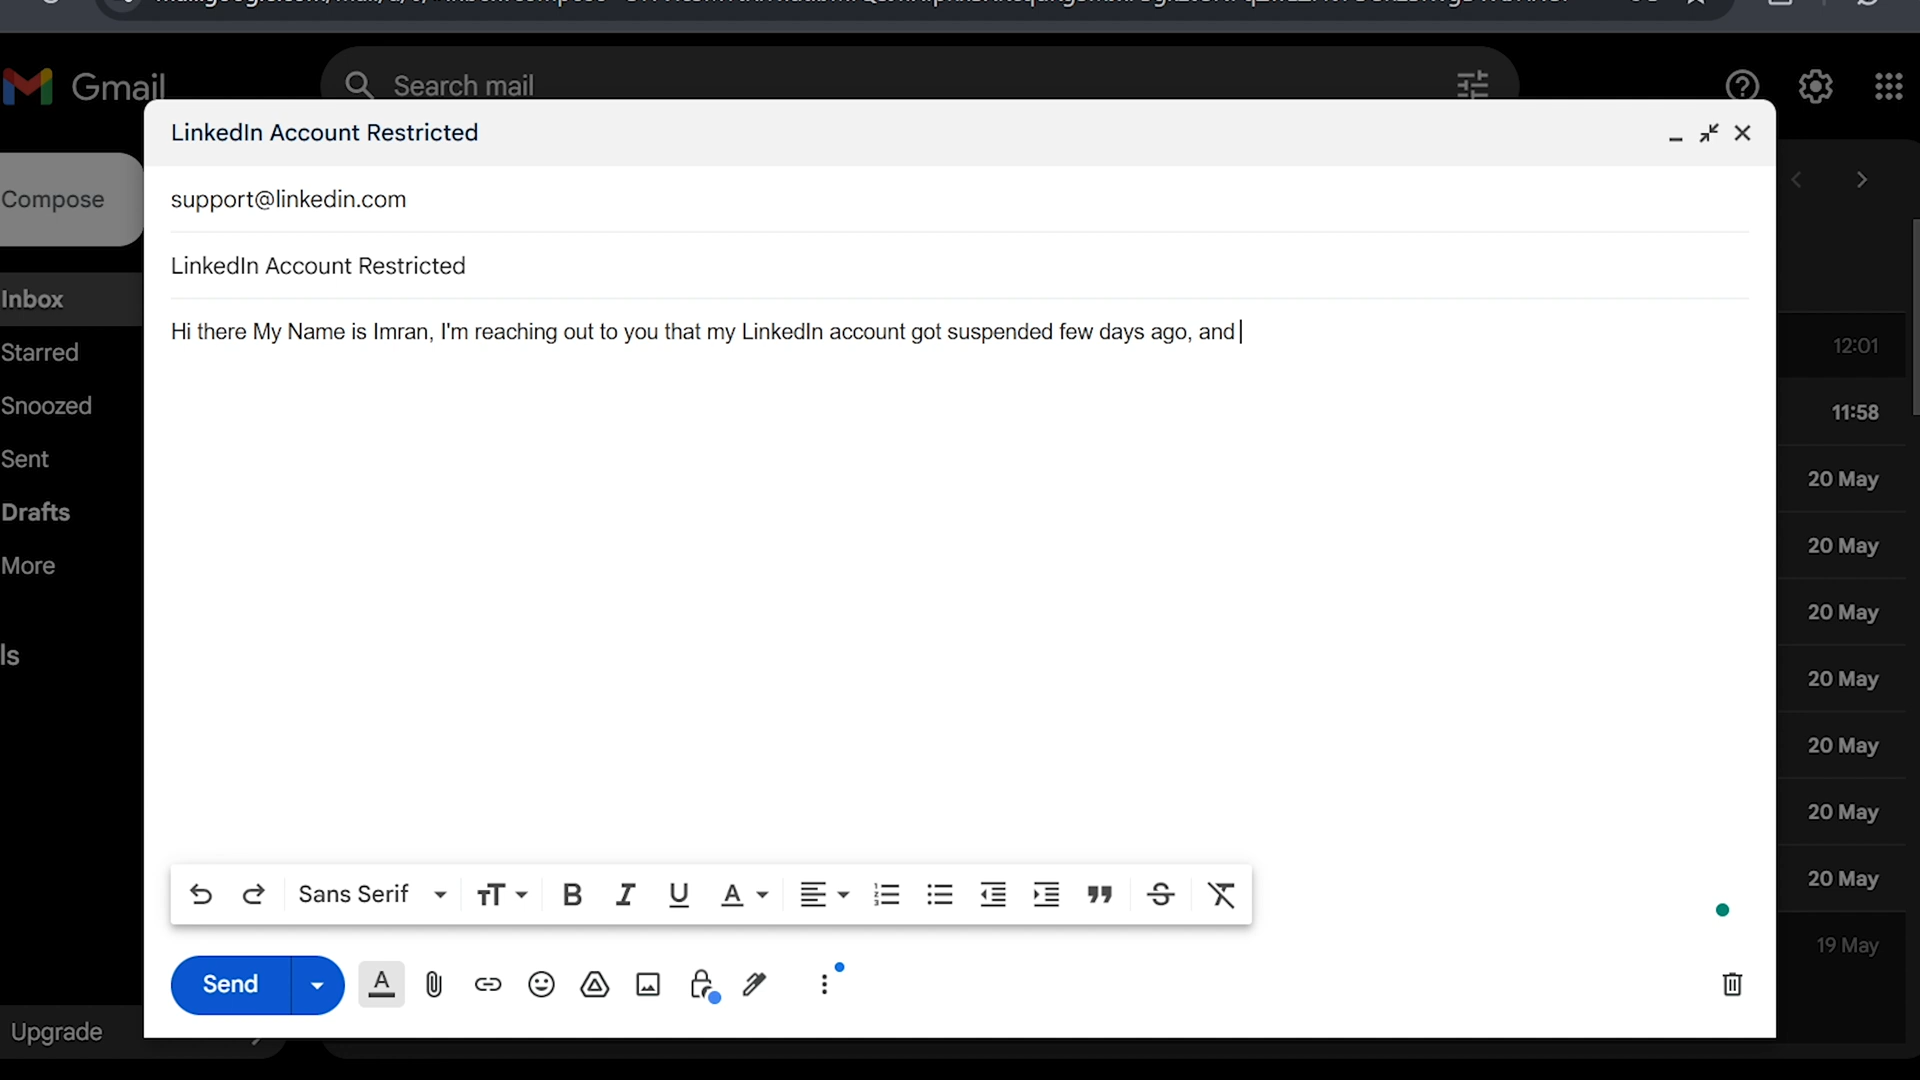 Gmail
Search mail
LinkedIn Account Restricted
Compose
support@linkedin.com
LinkedIn Account Restricted
Inbox
Hi there My Name is Imran, I'm reaching out to you that my LinkedIn account got suspended few days ago, and
12:01
Starred
Snoozed
11:58
Sent
20 May
Drafts
20 May
More
20 May
ls
20 May
20 May
20 May
Sans Serif
20 May
19 May
Send
Upgrade